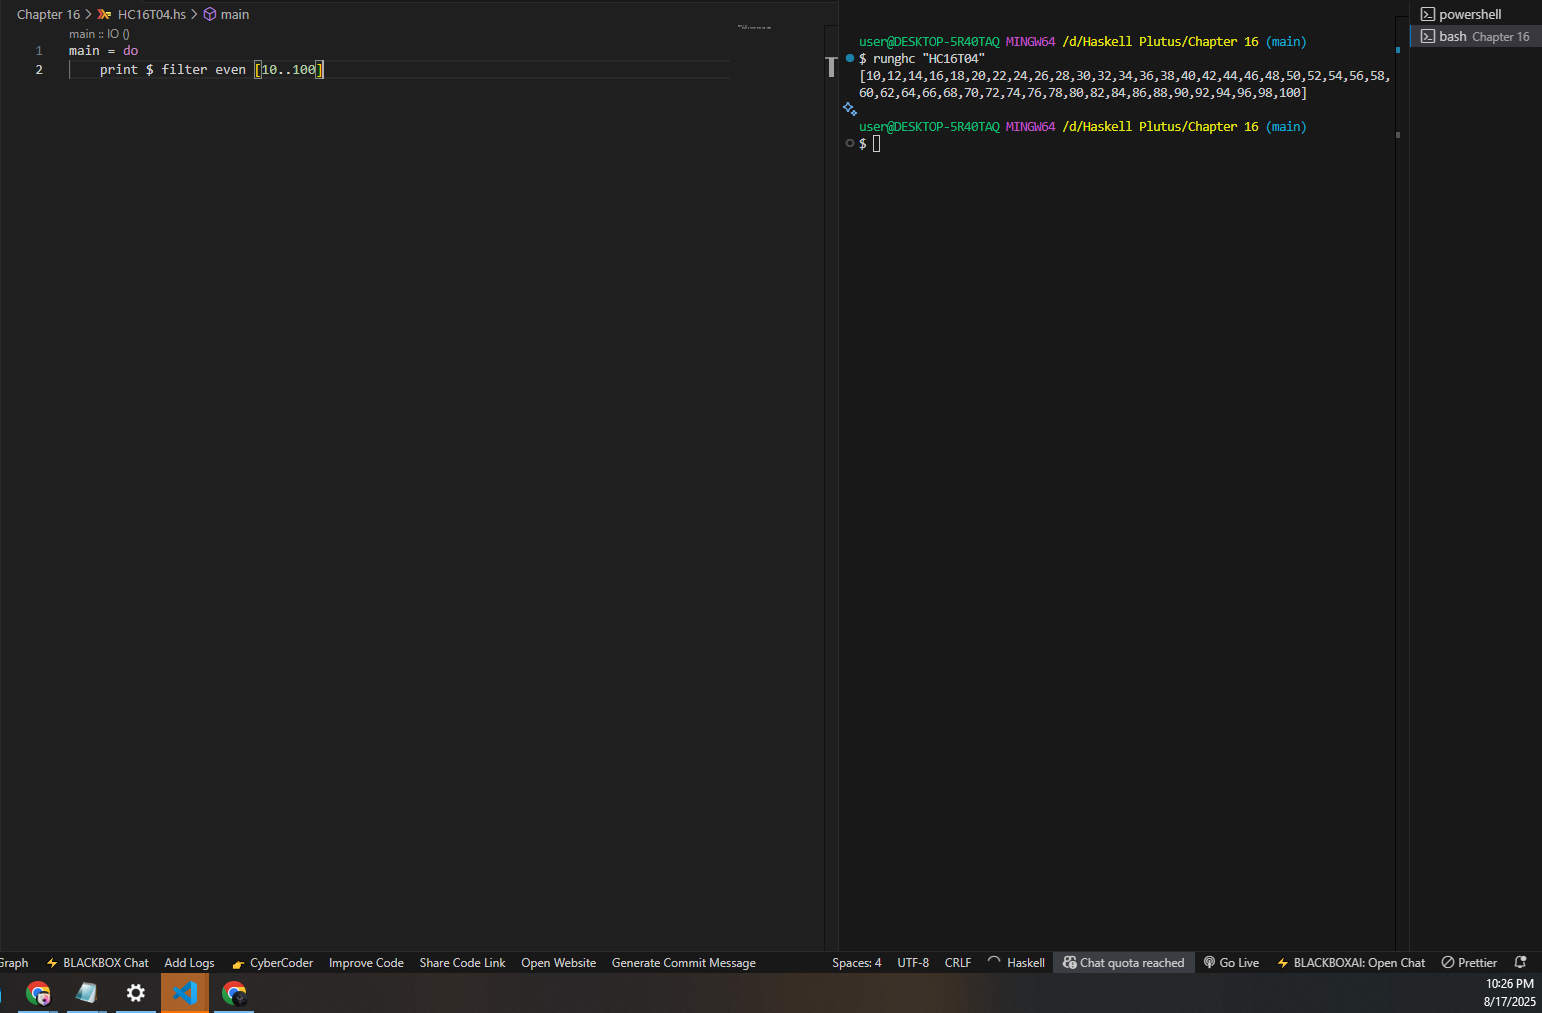 Chapter 16 > HC16T04.hs > main
main :: IO ()
1 main = do
2 print $ filter even [10..100]
user@DESKTOP-5R40TAQ MINGW64 /d/Haskell Plutus/Chapter 16 (main)
$ runghc "HC16T04"
[10,12,14,16,18,20,22,24,26,28,30,32,34,36,38,40,42,44,46,48,50,52,54,56,58,
60,62,64,66,68,70,72,74,76,78,80,82,84,86,88,90,92,94,96,98,100]
user@DESKTOP-5R40TAQ MINGW64 /d/Haskell Plutus/Chapter 16 (main)
$
powershell
bash Chapter 16
Graph BLACKBOX Chat Add Logs CyberCoder Improve Code Share Code Link Open Website Generate Commit Message Spaces: 4 UTF-8 CRLF Haskell Chat quota reached Go Live BLACKBOXAI: Open Chat Prettier
10:26 PM
8/17/2025